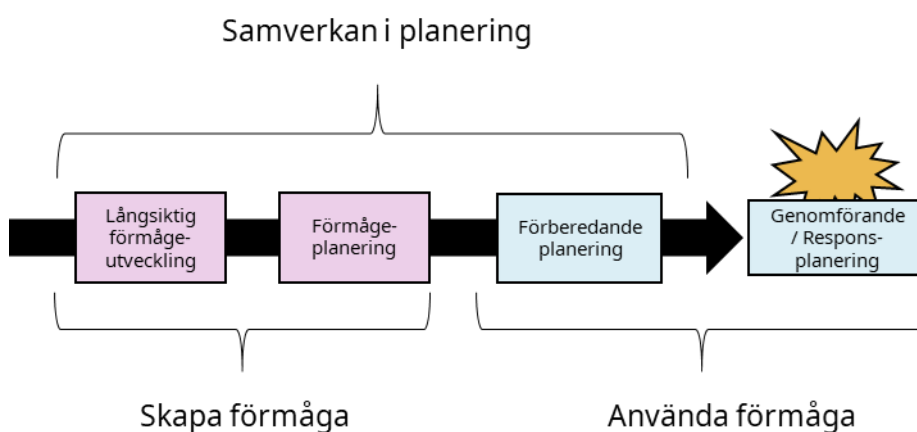 Samverkan i planering
Långsiktig
förmåge-
utveckling
Förmåge-
planering
Förberedande
planering
Genomförande
/ Respons-
planering
Skapa förmåga
Använda förmåga